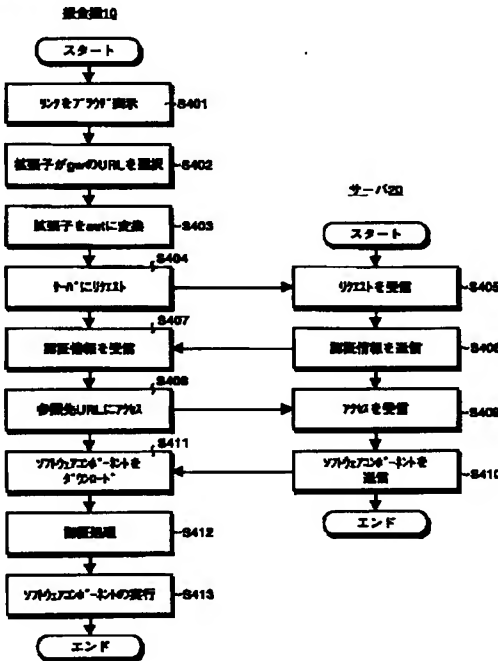 スタート
リンクをブラウザ表示
S401
拡張子がgwのURLを選択
S402
拡張子をautに変換
S403
S404
サーバにリクエスト
S407
認証情報を受信
S408
参照先URLにアクセス
S411
ソフトウェアコンポーネントを
ダウンロード
認証処理
S412
ソフトウェアコンポーネントの実行
S413
エンド
サーバ20
スタート
リクエストを受信
S405
認証情報を送信
S406
アクセスを受信
S409
ソフトウェアコンポーネントを
送信
S410
エンド